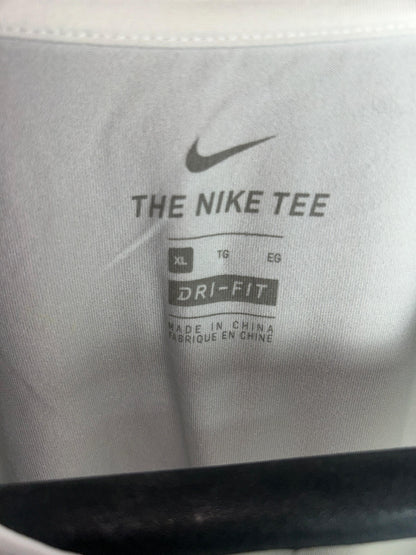 THE NIKE TEE
XL TG EG
DRI-FIT
MADE IN CHINA
FABRIQUE EN CHINE